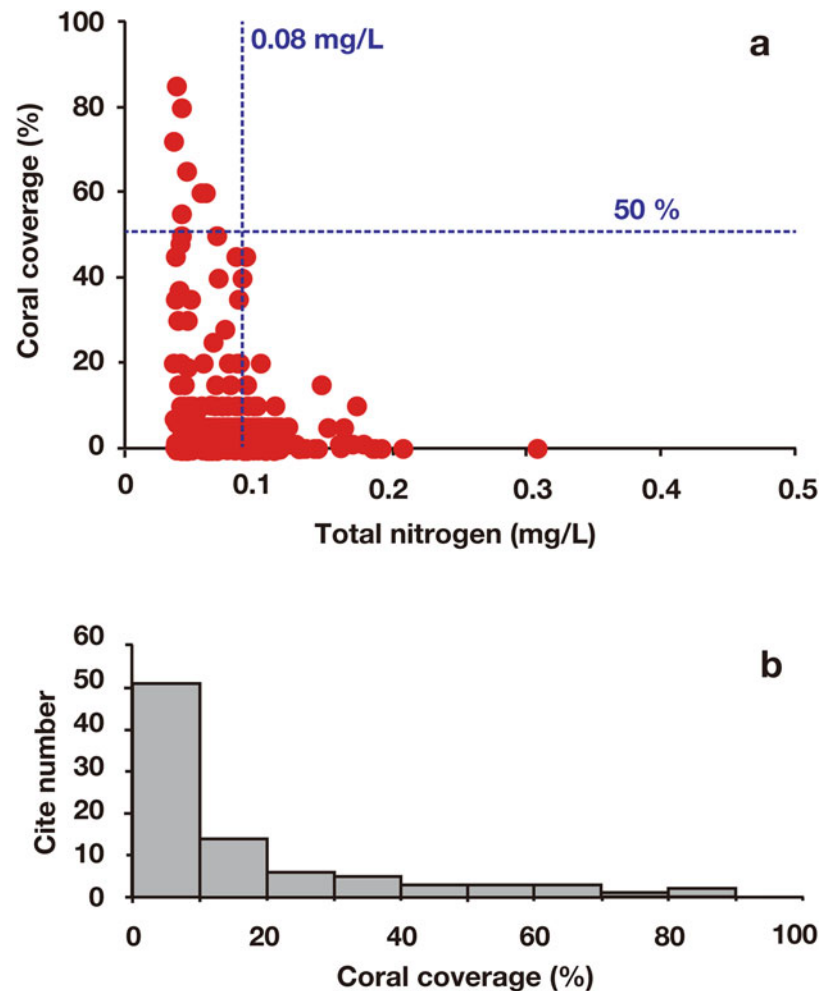 100
80
60
40
20
0
Coral coverage (%)
0.08 mg/L
a
50 %
0 0.1 0.2 0.3 0.4 0.5
Total nitrogen (mg/L)
60
50
40
30
20
10
0
Cite number
b
0 20 40 60 80 100
Coral coverage (%)